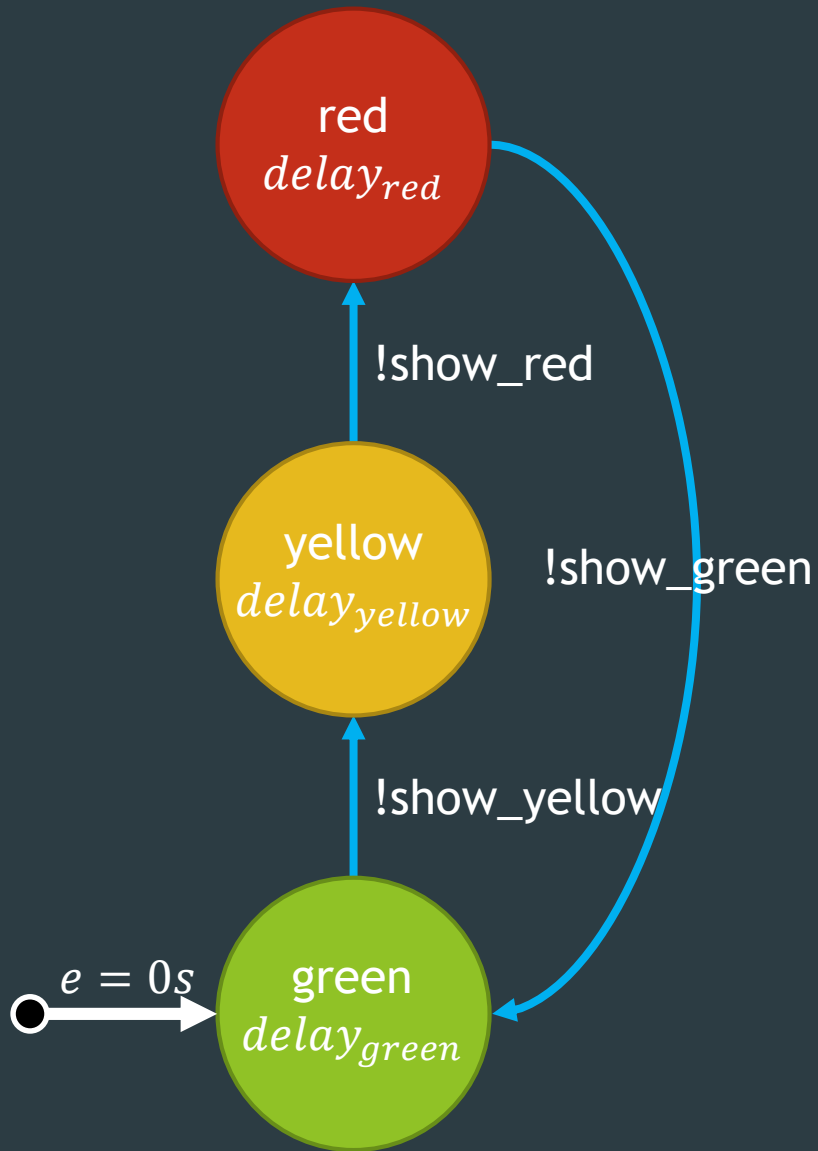 red
delay_red
!show_red
yellow
delay_yellow
!show_green
!show_yellow
e = 0s
green
delay_green